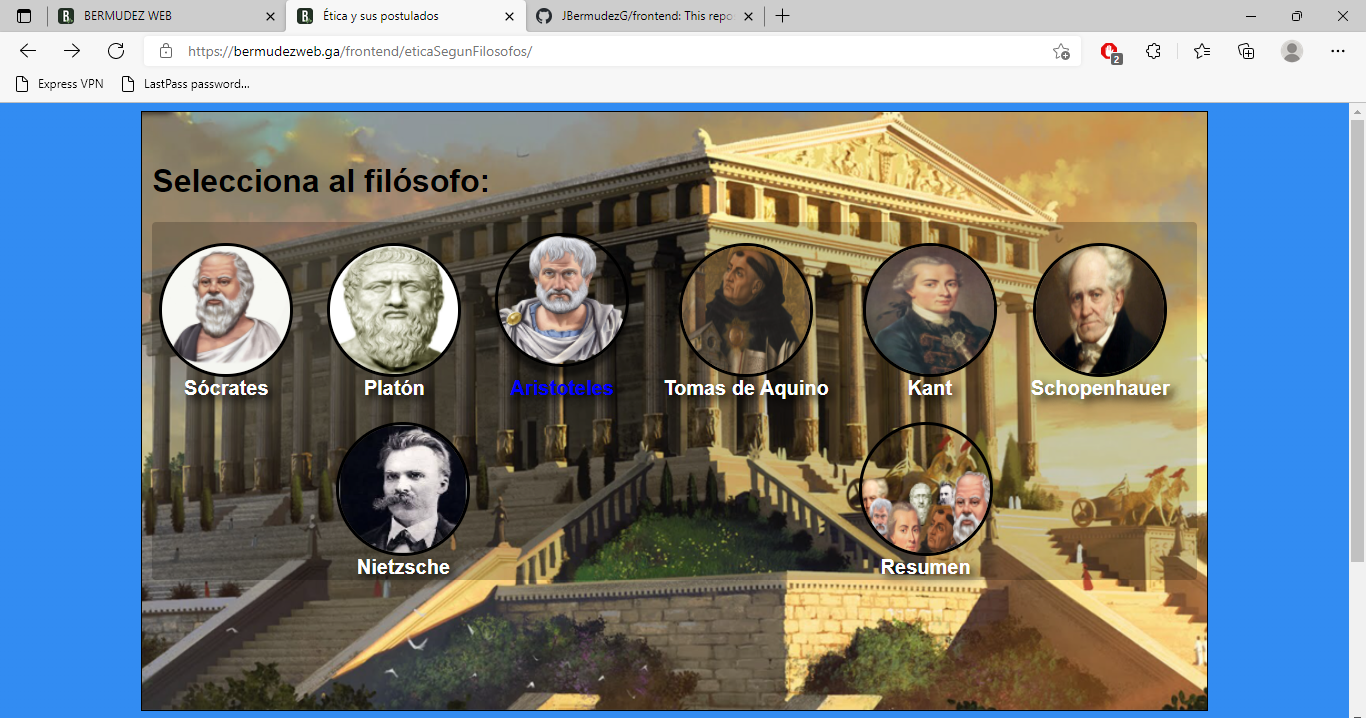 BERMUDEZ WEB
Ética y sus postulados
JBermudezG/frontend: This repo
https://bermudezweb.ga/frontend/eticaSegunFilosofos/
2
Express VPN
LastPass password...
Selecciona al filósofo:
Sócrates
Platón
Aristoteles
Tomas de Aquino
Kant
Schopenhauer
Nietzsche
Resumen